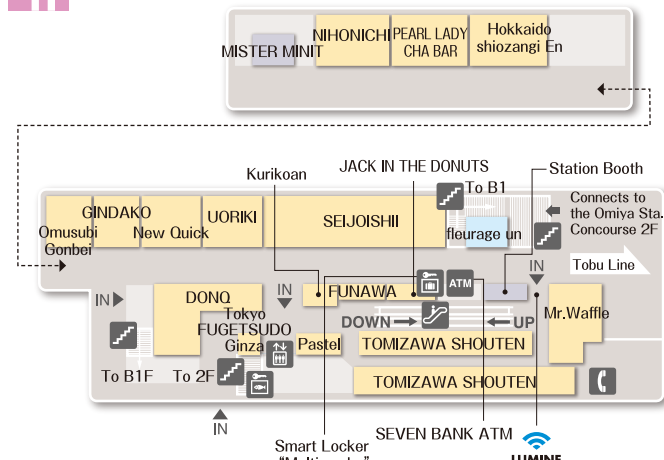 MISTER MINIT
NIHONICHI
PEARL LADY
CHA BAR
Hokkaido
shiozangi En
Kurikoan
JACK IN THE DONUTS
Station Booth
To B1
Connects to
the Omiya Sta.
Concourse 2F
Omusubi
Gonbei
GINDAKO
New Quick
UORIKI
SEIJOISHII
fleurage un
Tobu Line
IN
IN
IN
DONQ
FUNAWA
ATM
Mr.Waffle
Tokyo
FUGETSUDO
Ginza
DOWN
UP
Pastel
TOMIZAWA SHOUTEN
To B1F
To 2F
TOMIZAWA SHOUTEN
IN
SEVEN BANK ATM
Smart Locker
LUMINE